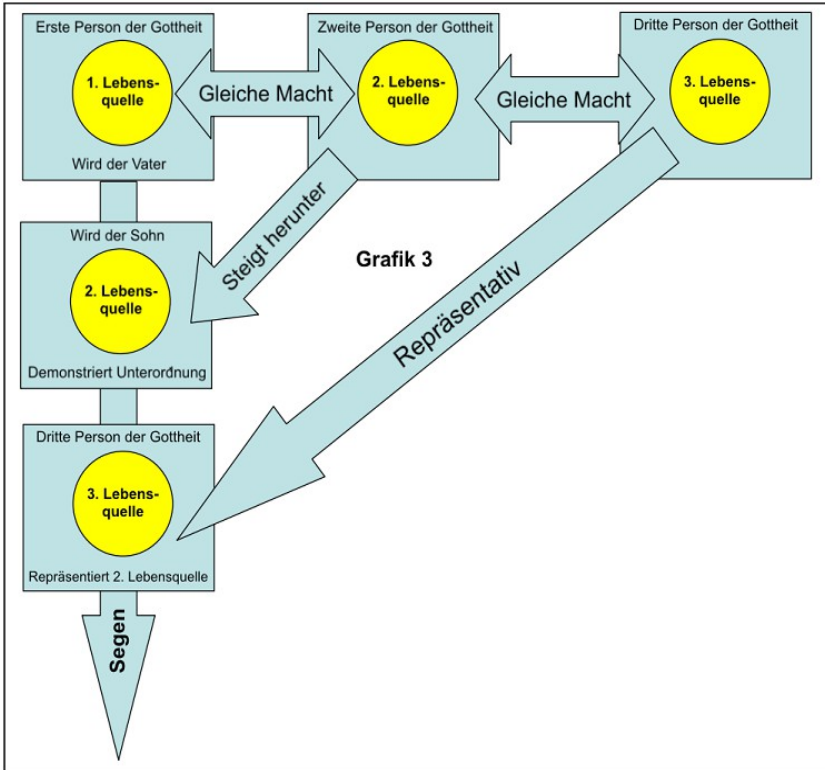 Erste Person der Gottheit
1. Lebens-
quelle
Wird der Vater
Gleiche Macht
Zweite Person der Gottheit
2. Lebens-
quelle
Gleiche Macht
Dritte Person der Gottheit
3. Lebens-
quelle
Steigt herunter
Repräsentativ
Grafik 3
Wird der Sohn
2. Lebens-
quelle
Demonstriert Unterordnung
Dritte Person der Gottheit
3. Lebens-
quelle
Repräsentiert 2. Lebensquelle
Segen